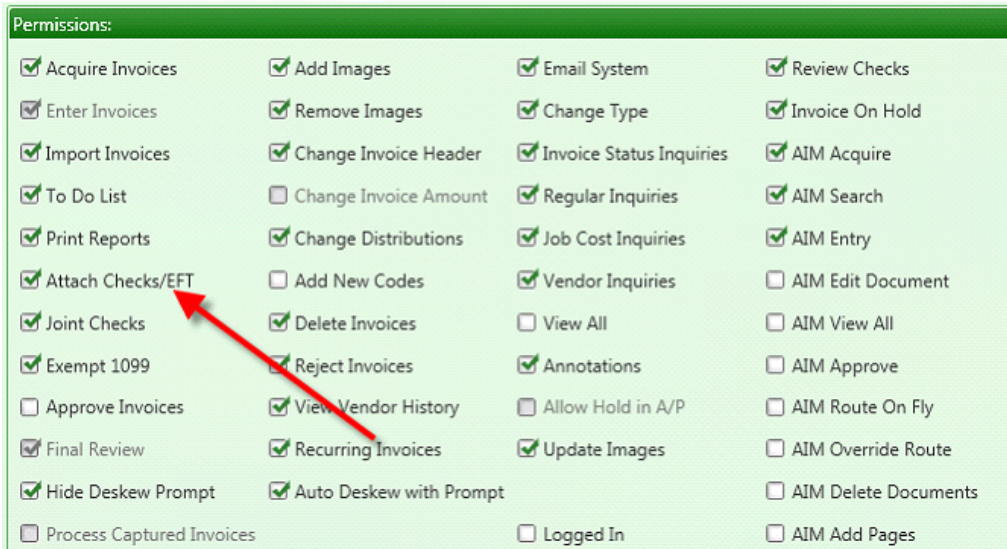 Permissions:
Acquire Invoices Add Images Email System Review Checks
Enter Invoices Remove Images Change Type Invoice On Hold
Import Invoices Change Invoice Header Invoice Status Inquiries AIM Acquire
To Do List Change Invoice Amount Regular Inquiries AIM Search
Print Reports Change Distributions Job Cost Inquiries AIM Entry
Attach Checks/EFT Add New Codes Vendor Inquiries AIM Edit Document
Joint Checks Delete Invoices View All AIM View All
Exempt 1099 Reject Invoices Annotations AIM Approve
Approve Invoices View Vendor History Allow Hold in A/P AIM Route On Fly
Final Review Recurring Invoices Update Images AIM Override Route
Hide Deskew Prompt Auto Deskew with Prompt AIM Delete Documents
Process Captured Invoices Logged In AIM Add Pages